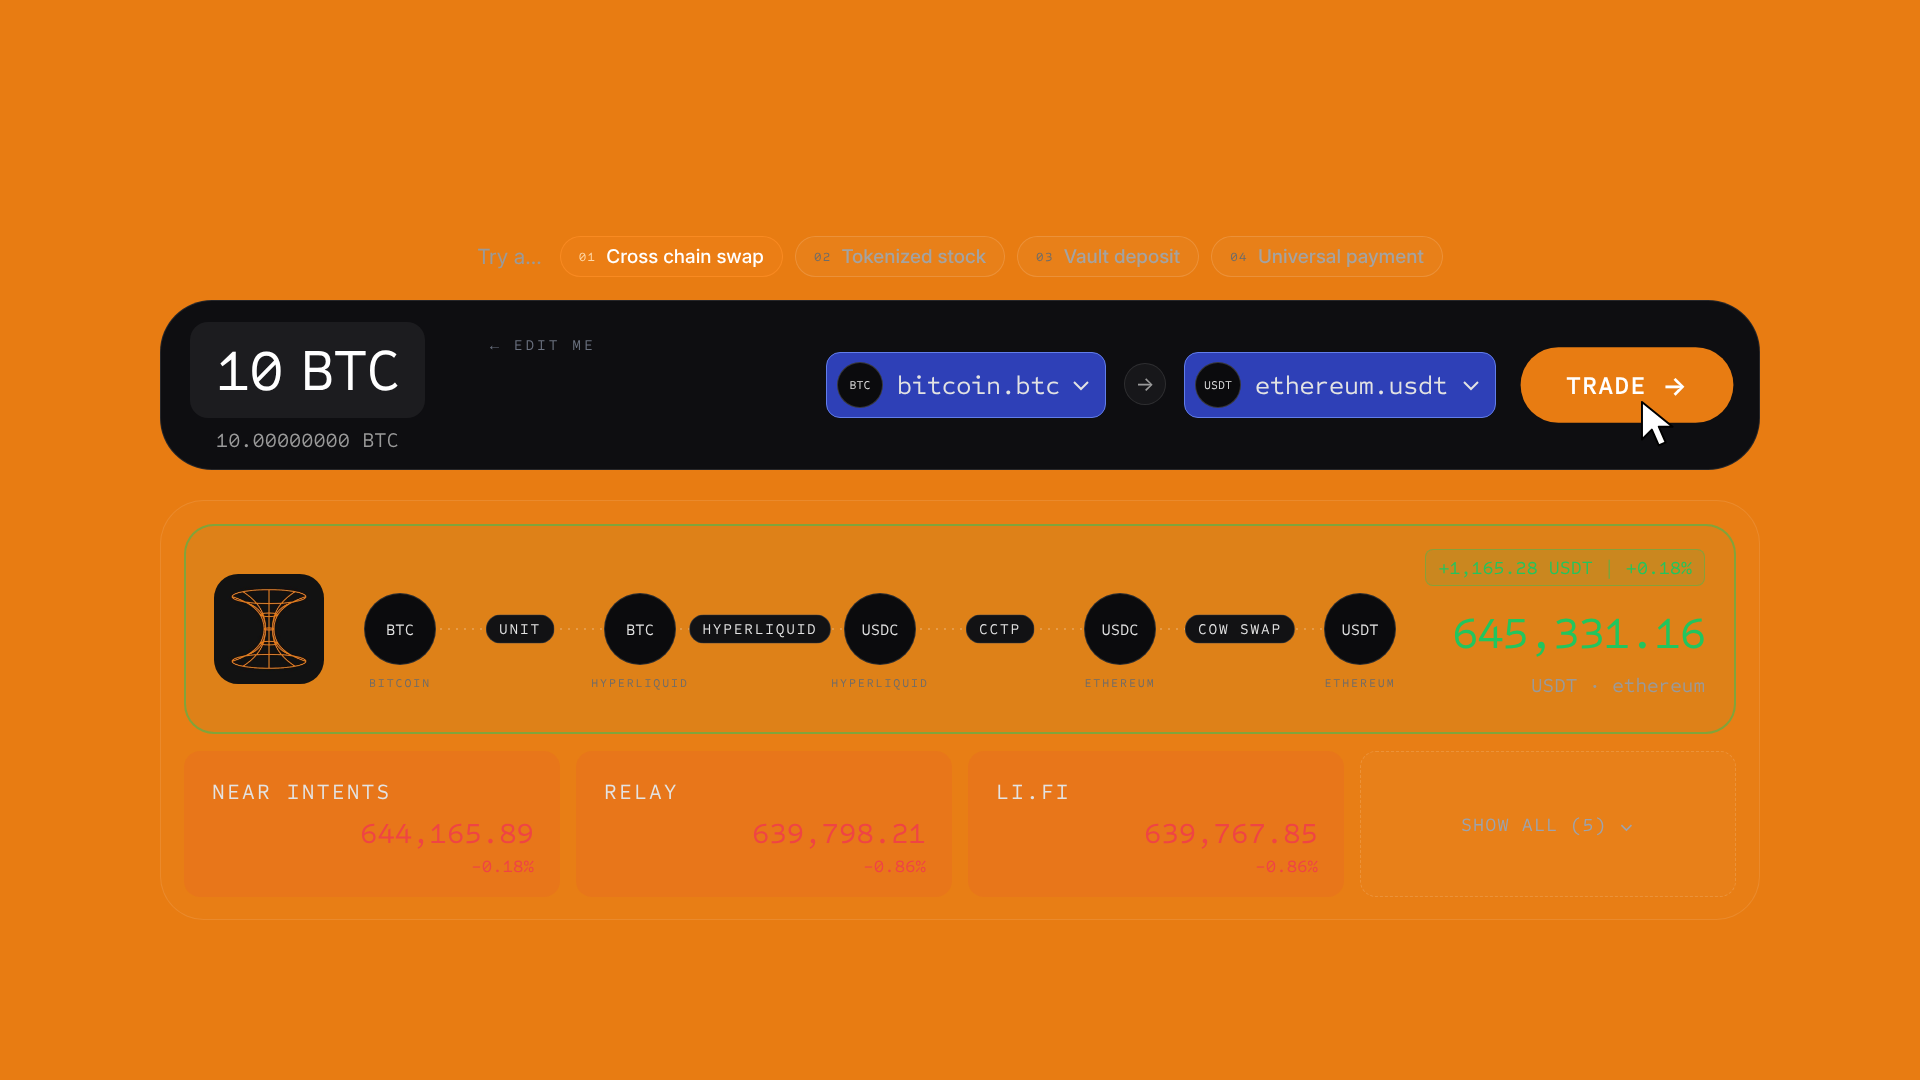 Try a...
01 Cross chain swap
02 Tokenized stock
03 Vault deposit
04 Universal payment
10 BTC
← EDIT ME
10.00000000 BTC
BTC bitcoin.btc
→
USDT ethereum.usdt
TRADE →
+1,165.28 USDT | +0.18%
BTC UNIT BTC HYPERLIQUID USDC CCTP USDC COW SWAP USDT
645,331.16
BITCOIN HYPERLIQUID HYPERLIQUID ETHEREUM ETHEREUM
USDT · ethereum
NEAR INTENTS
644,165.89
-0.18%
RELAY
639,798.21
-0.86%
LI.FI
639,767.85
-0.86%
SHOW ALL (5)